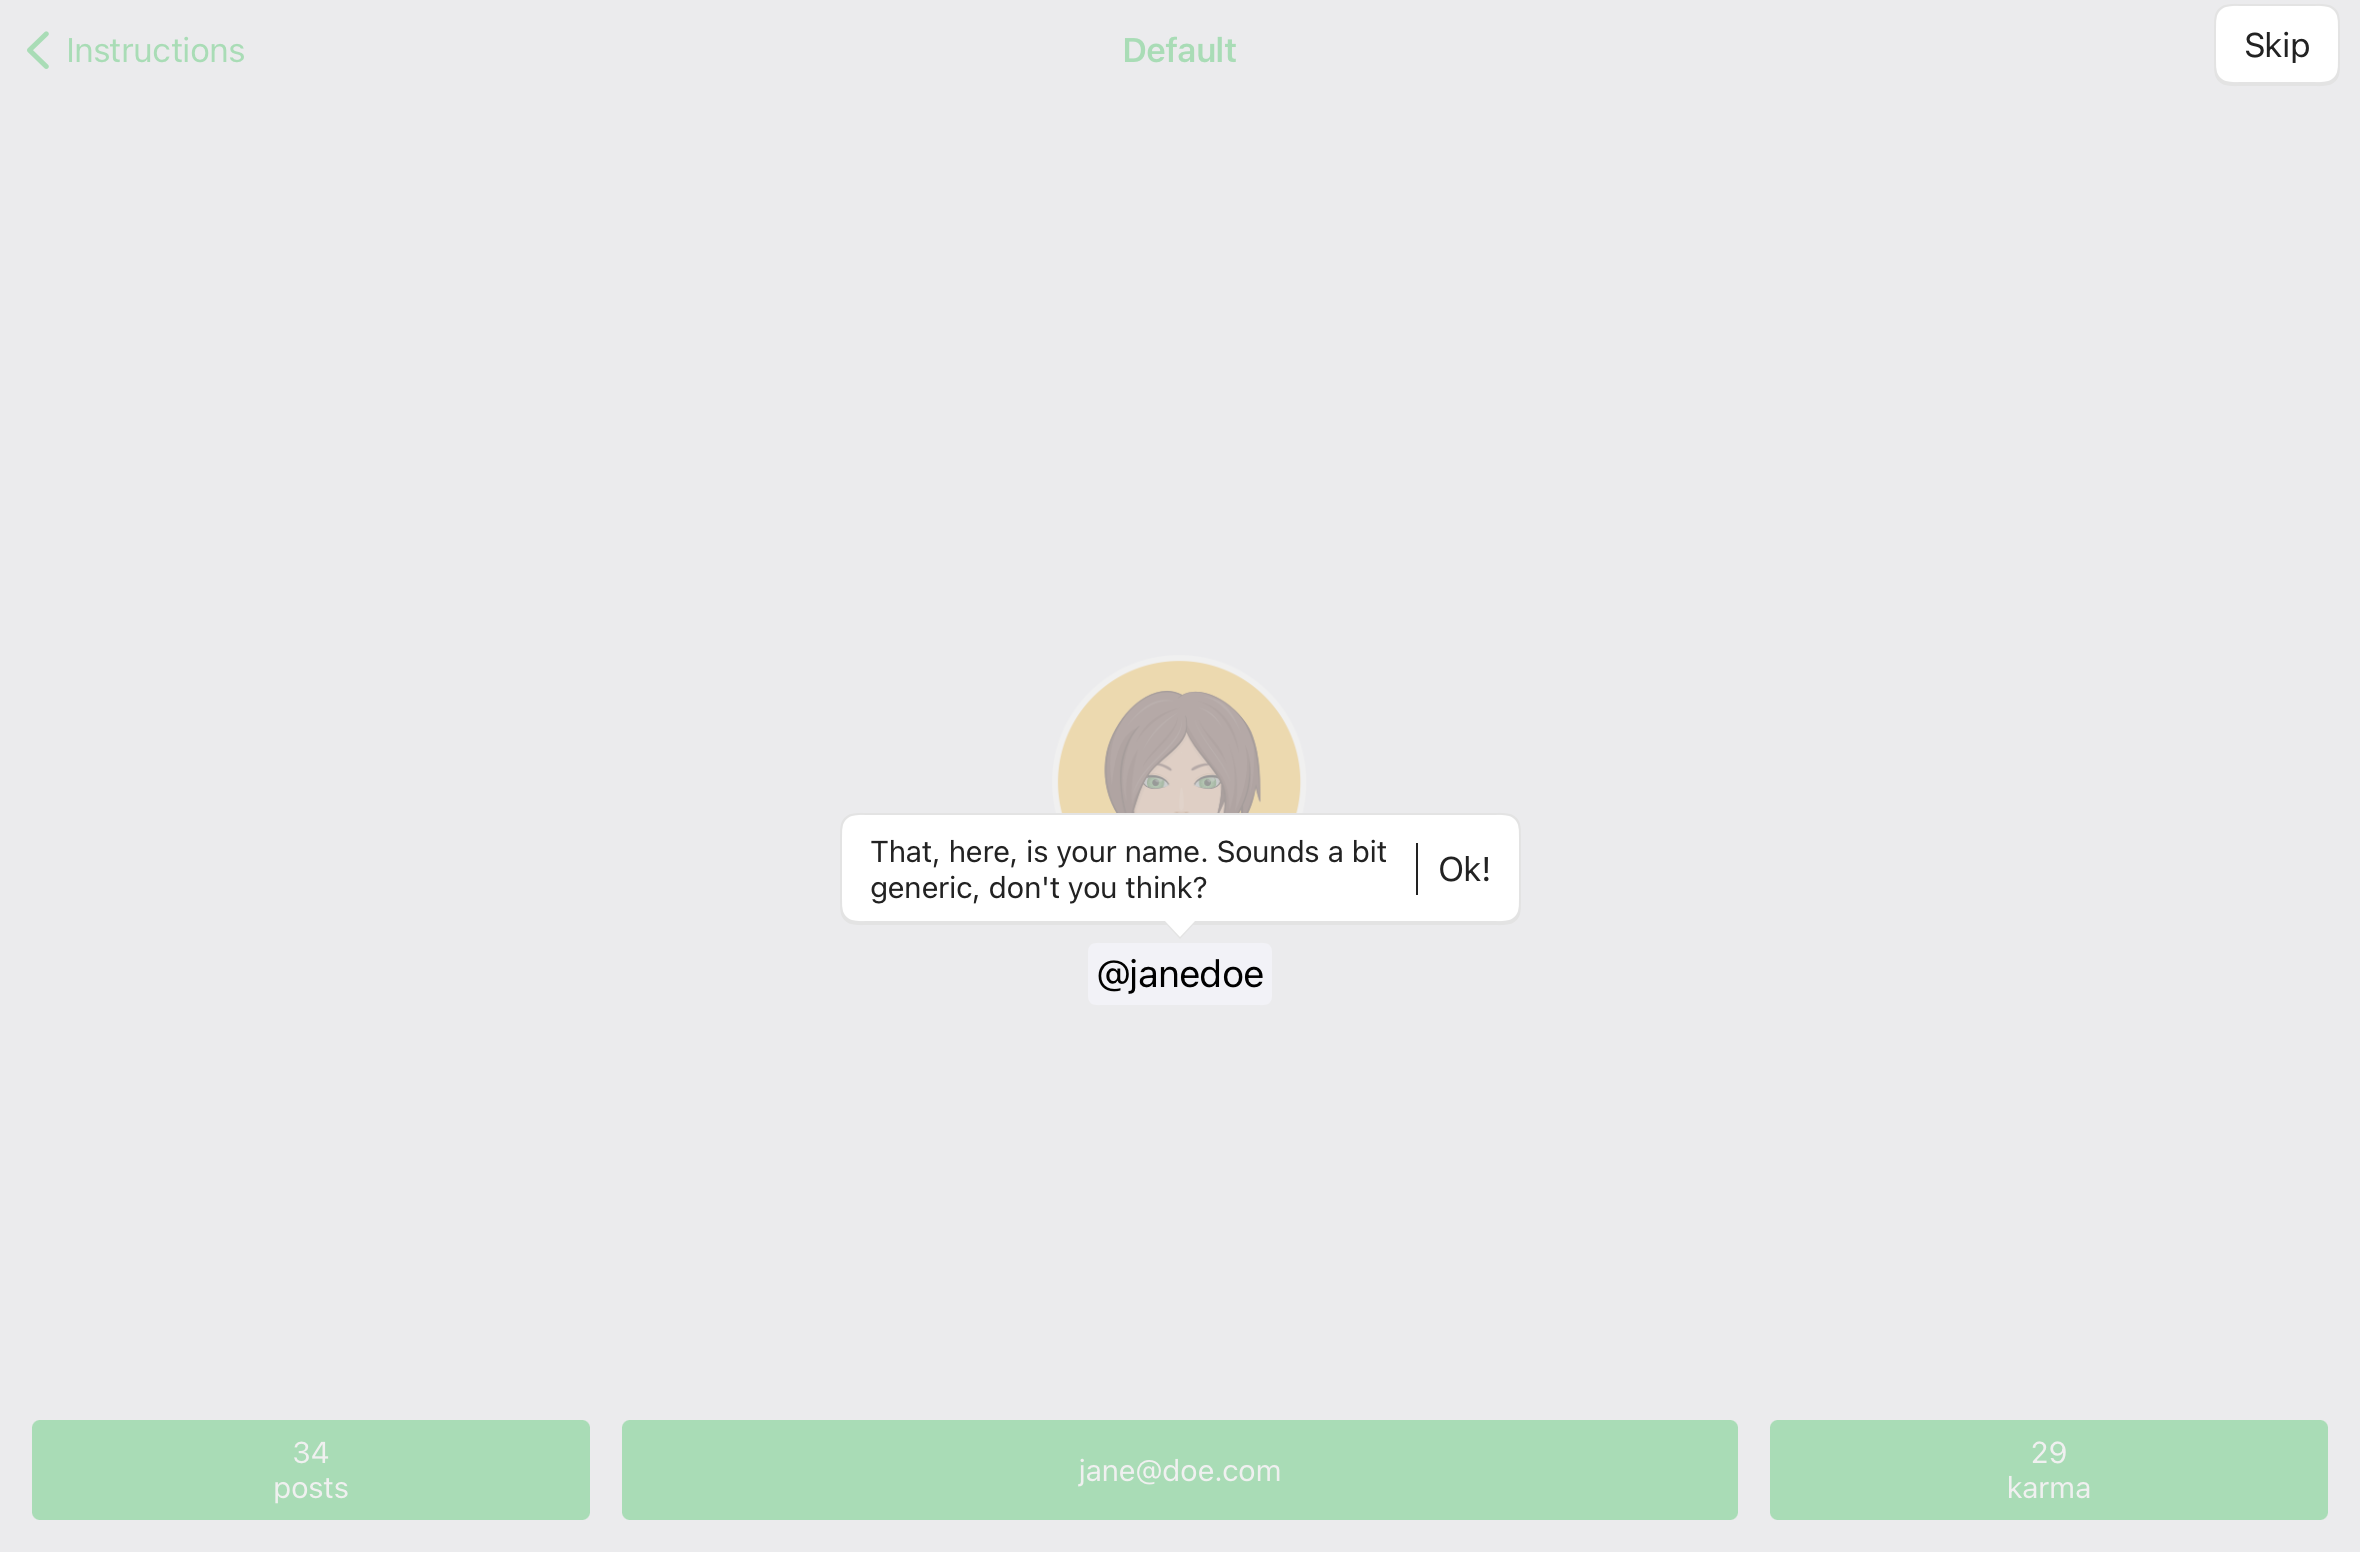 Instructions
Default
Skip
That, here, is your name. Sounds a bit
generic, don't you think?
Ok!
@janedoe
34
posts
jane@doe.com
29
karma